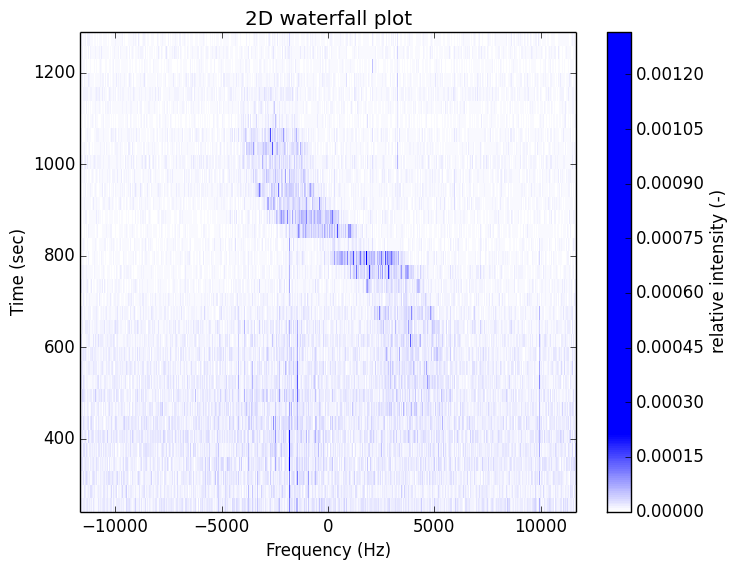 2D waterfall plot
1200
1000
800
600
400
−10000 −5000 0 5000 10000
Frequency (Hz)
Time (sec)
0.00120
0.00105
0.00090
0.00075
0.00060
0.00045
0.00030
0.00015
0.00000
relative intensity (-)